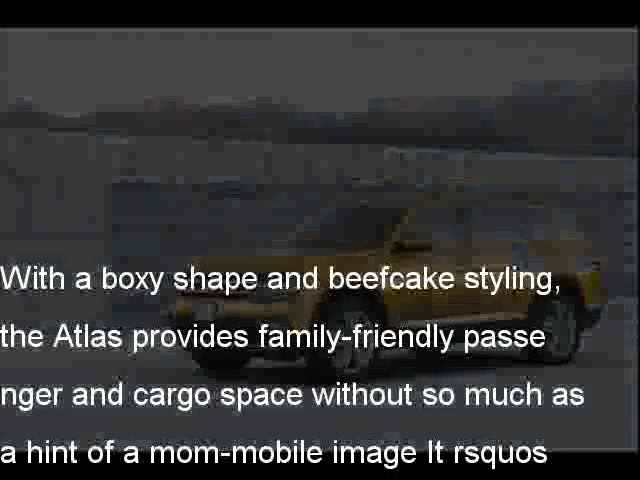 With a boxy shape and beefcake styling,
the Atlas provides family-friendly passe
nger and cargo space without so much as
a hint of a mom-mobile image It rsquos